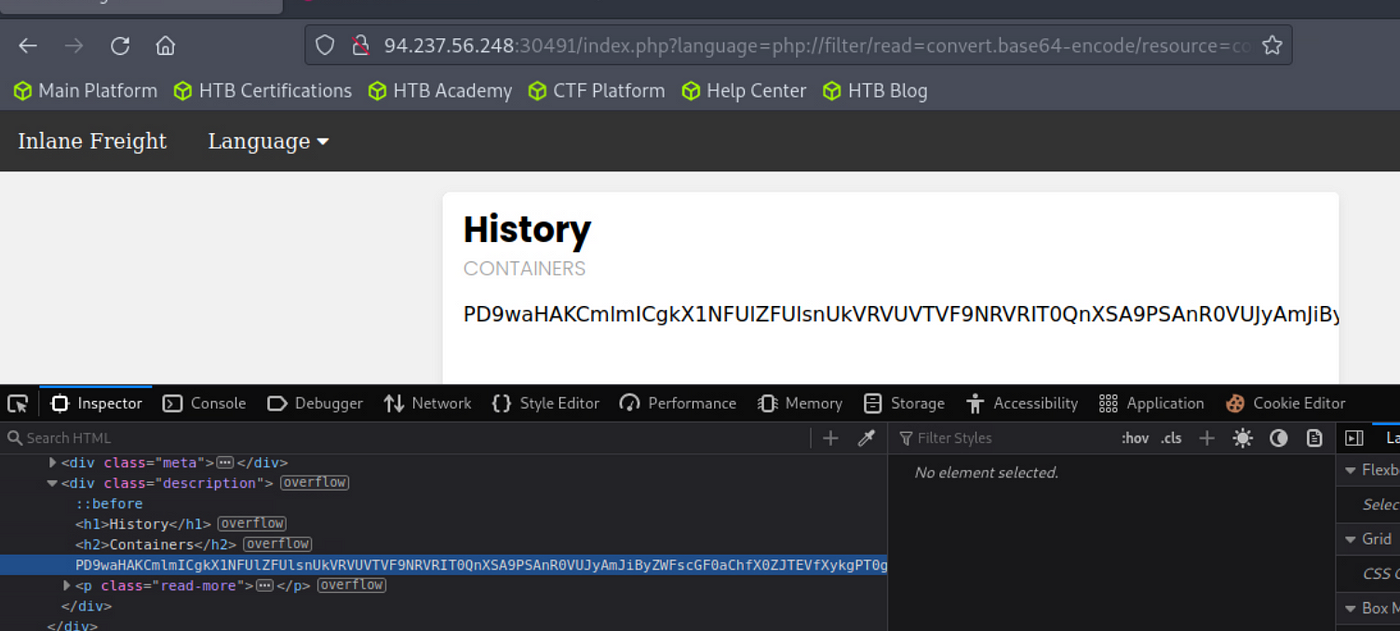 94.237.56.248:30491/index.php?language=php://filter/read=convert.base64-encode/resource=co
Main Platform HTB Certifications HTB Academy CTF Platform Help Center HTB Blog
Inlane Freight Language
History
CONTAINERS
PD9waHAKCmlmICgkX1NFUlZFUlsnUkVRVUVTVF9NRVRIT0QnXSA9PSAnR0VUJyAmJiBy
Inspector Console Debugger Network Style Editor Performance Memory Storage Accessibility Application Cookie Editor
Search HTML Filter Styles :hov .cls La
<div class="meta"> ... </div>
<div class="description"> overflow
::before
<h1>History</h1> overflow
<h2>Containers</h2> overflow
PD9waHAKCmlmICgkX1NFUlZFUlsnUkVRVUVTVF9NRVRIT0QnXSA9PSAnR0VUJyAmJiByZWFscGF0aChfX0ZJTEVfXykgPT0g
<p class="read-more"> ... </p> overflow
</div>
</div>
No element selected.
Flexb
Selec
Grid
CSS G
Box M